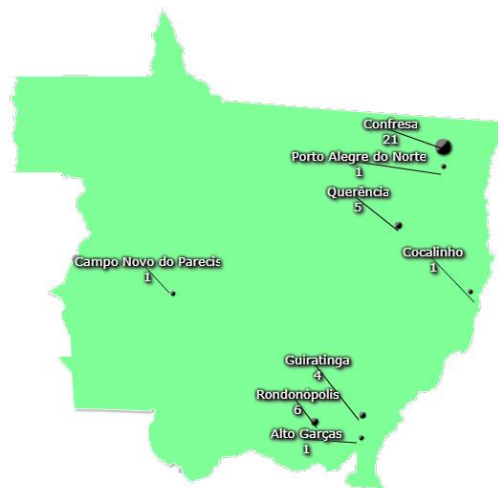 Confresa
21
Porto Alegre do Norte
1
Querência
5
Cocalinho
1
Campo Novo do Parecis
1
Guiratinga
4
Rondonópolis
6
Alto Garças
1